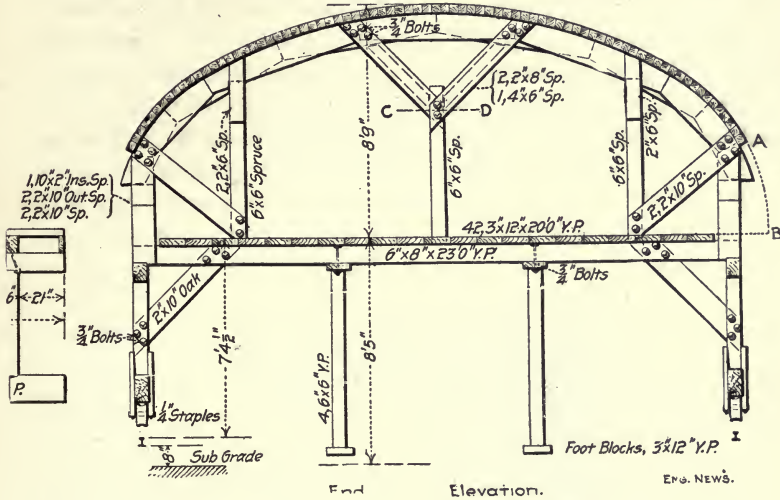 3/4" Bolts
2,2"x8" Sp.
1,4"x6" Sp.
C
D
8'9"
2,2"x6" Sp.
6"x6" Spruce
6"x6" Sp.
6"x6" Sp.
2"x6" Sp.
A
1,10"x2" Ins. Sp.
2,2"x10" Out Sp.
2,2"x10" Sp.
2,2"x10" Sp.
B
42,3"x12"x20'0" Y.P.
6"x8"x23'0" Y.P.
3/4" Bolts
6"
21"
2"x10" Oak
3/4" Bolts
7'4 1/2"
8'5"
4,6"x6" Y.P.
P.
1/4" Staples
8"
Sub Grade
Foot Blocks, 3"x12" Y.P.
ENG. NEWS.
End Elevation.